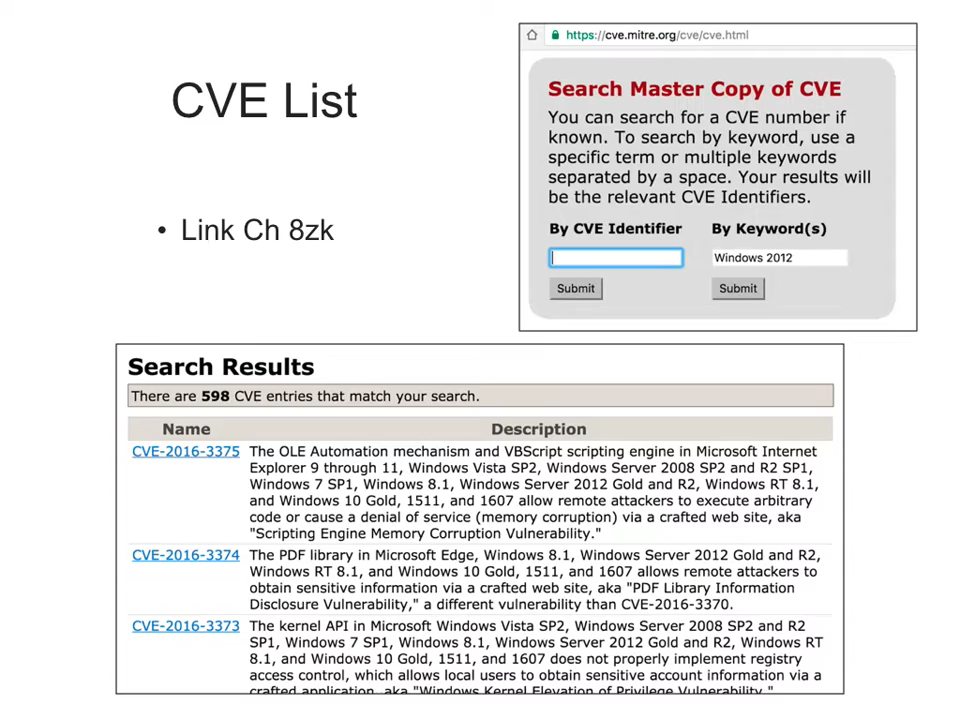 CVE List
• Link Ch 8zk
https://cve.mitre.org/cve/cve.html
Search Master Copy of CVE
You can search for a CVE number if
known. To search by keyword, use a
specific term or multiple keywords
separated by a space. Your results will
be the relevant CVE Identifiers.
By CVE Identifier By Keyword(s)
Windows 2012
Submit Submit
Search Results
There are 598 CVE entries that match your search.
Name Description
CVE-2016-3375 The OLE Automation mechanism and VBScript scripting engine in Microsoft Internet
Explorer 9 through 11, Windows Vista SP2, Windows Server 2008 SP2 and R2 SP1,
Windows 7 SP1, Windows 8.1, Windows Server 2012 Gold and R2, Windows RT 8.1,
and Windows 10 Gold, 1511, and 1607 allow remote attackers to execute arbitrary
code or cause a denial of service (memory corruption) via a crafted web site, aka
"Scripting Engine Memory Corruption Vulnerability."
CVE-2016-3374 The PDF library in Microsoft Edge, Windows 8.1, Windows Server 2012 Gold and R2,
Windows RT 8.1, and Windows 10 Gold, 1511, and 1607 allows remote attackers to
obtain sensitive information via a crafted web site, aka "PDF Library Information
Disclosure Vulnerability," a different vulnerability than CVE-2016-3370.
CVE-2016-3373 The kernel API in Microsoft Windows Vista SP2, Windows Server 2008 SP2 and R2
SP1, Windows 7 SP1, Windows 8.1, Windows Server 2012 Gold and R2, Windows RT
8.1, and Windows 10 Gold, 1511, and 1607 does not properly implement registry
access control, which allows local users to obtain sensitive account information via a
crafted application, aka "Windows Kernel Elevation of Privilege Vulnerability."